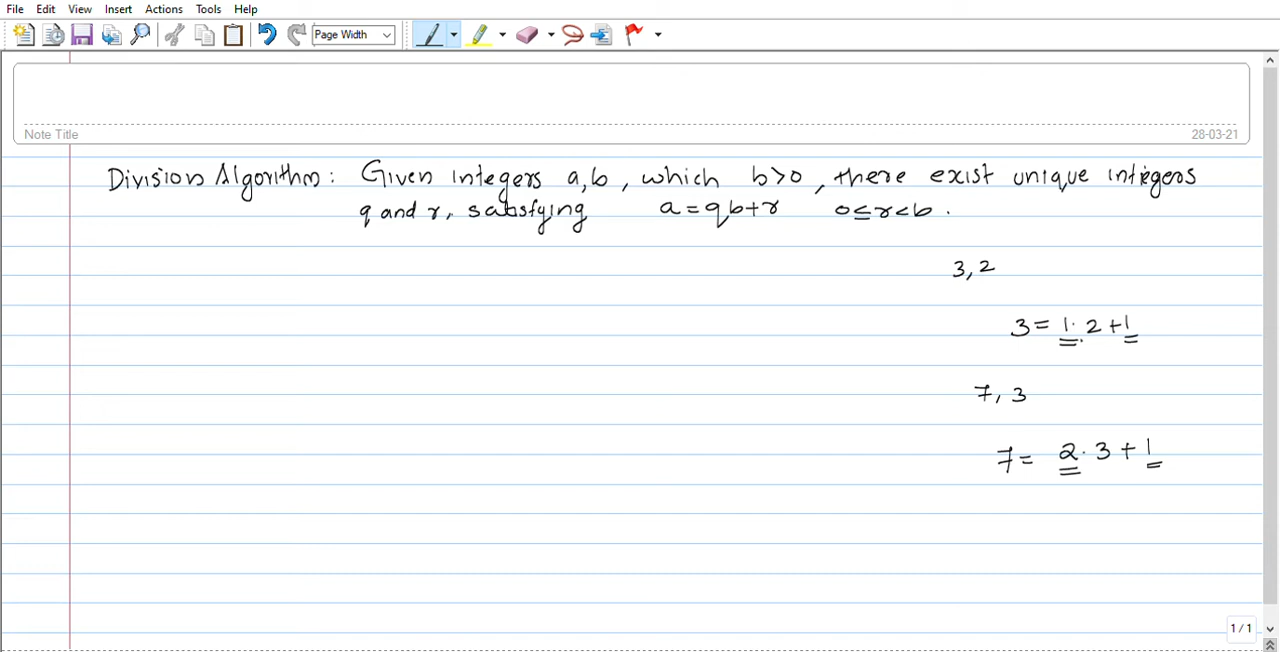 File Edit View Insert Actions Tools Help
Page Width
Note Title 28-03-21
Division Algorithm: Given integers a,b, which b>0, there exist unique integers
q and r, satisfying a=qb+r 0≤r<b.
3,2
3= 1·2+1
7,3
7= 2·3+1
1/1